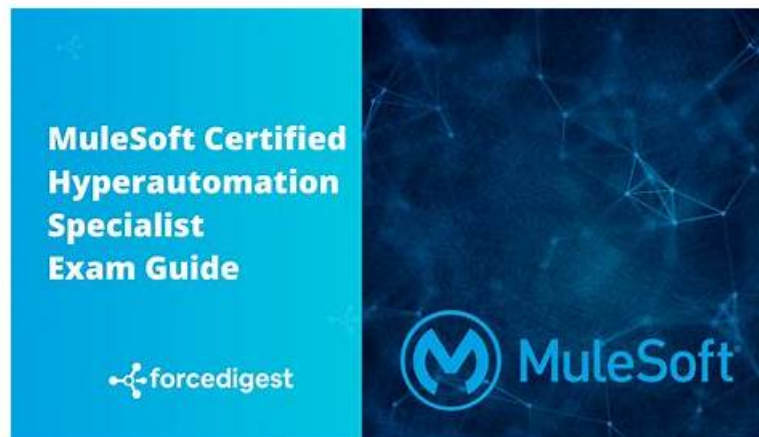 MuleSoft Certified
Hyperautomation
Specialist
Exam Guide
forcedigest
MuleSoft